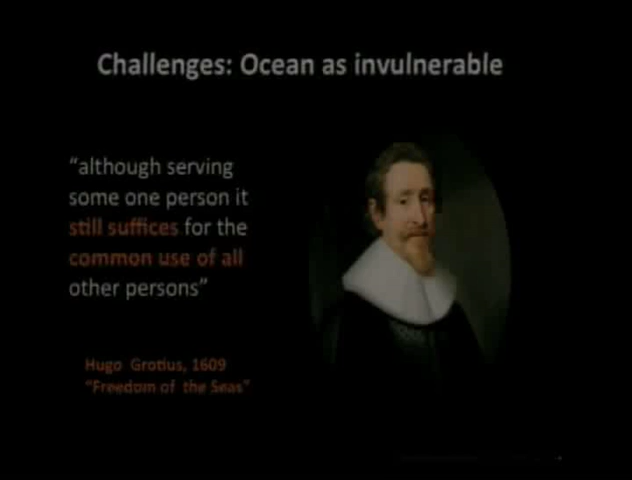 Challenges: Ocean as invulnerable
“although serving
some one person it
still suffices for the
common use of all
other persons”
Hugo Grotius, 1609
“Freedom of the Seas”